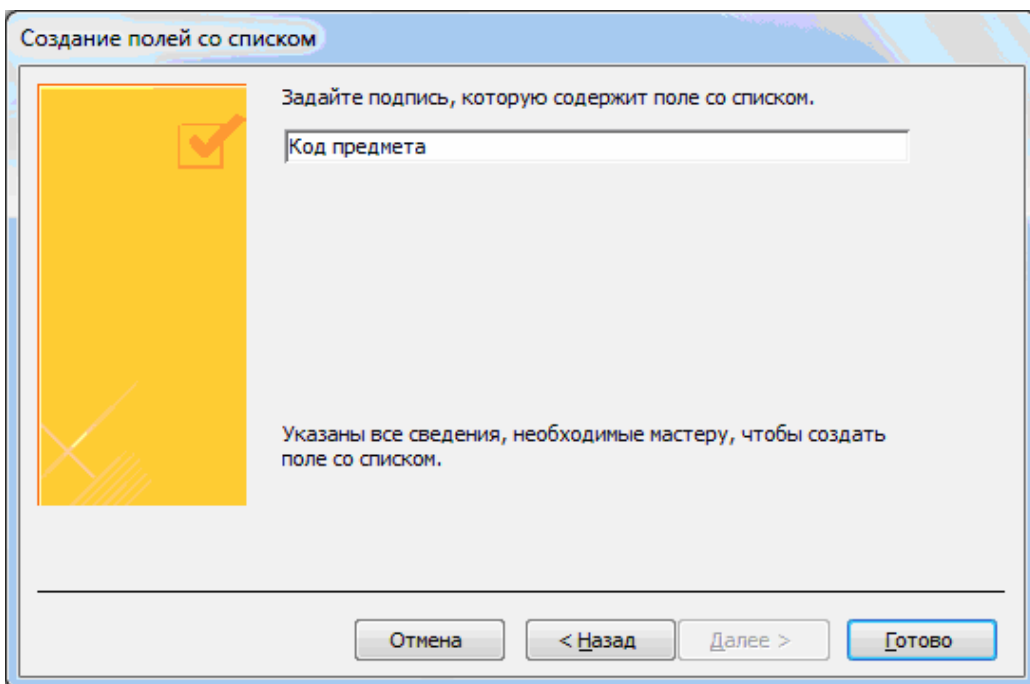 Создание полей со списком
Задайте подпись, которую содержит поле со списком.
Код предмета
Указаны все сведения, необходимые мастеру, чтобы создать
поле со списком.
Отмена
< Назад
Далее >
Готово